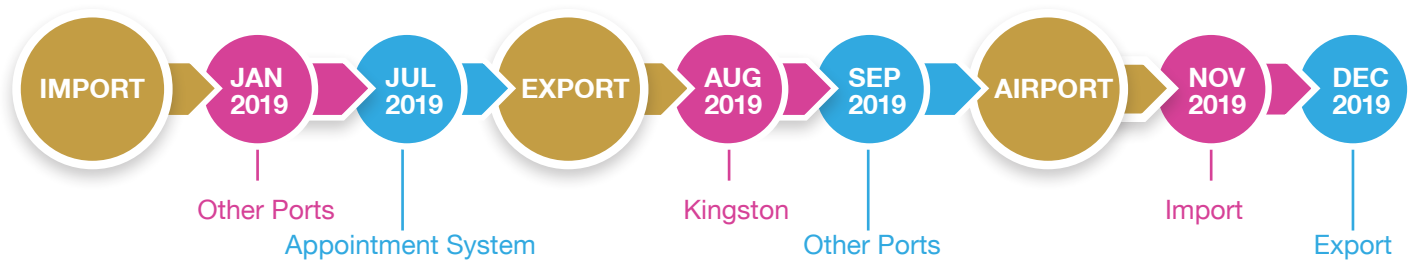 IMPORT
JAN
2019
JUL
2019
EXPORT
AUG
2019
SEP
2019
AIRPORT
NOV
2019
DEC
2019
Other Ports
Appointment System
Kingston
Other Ports
Import
Export